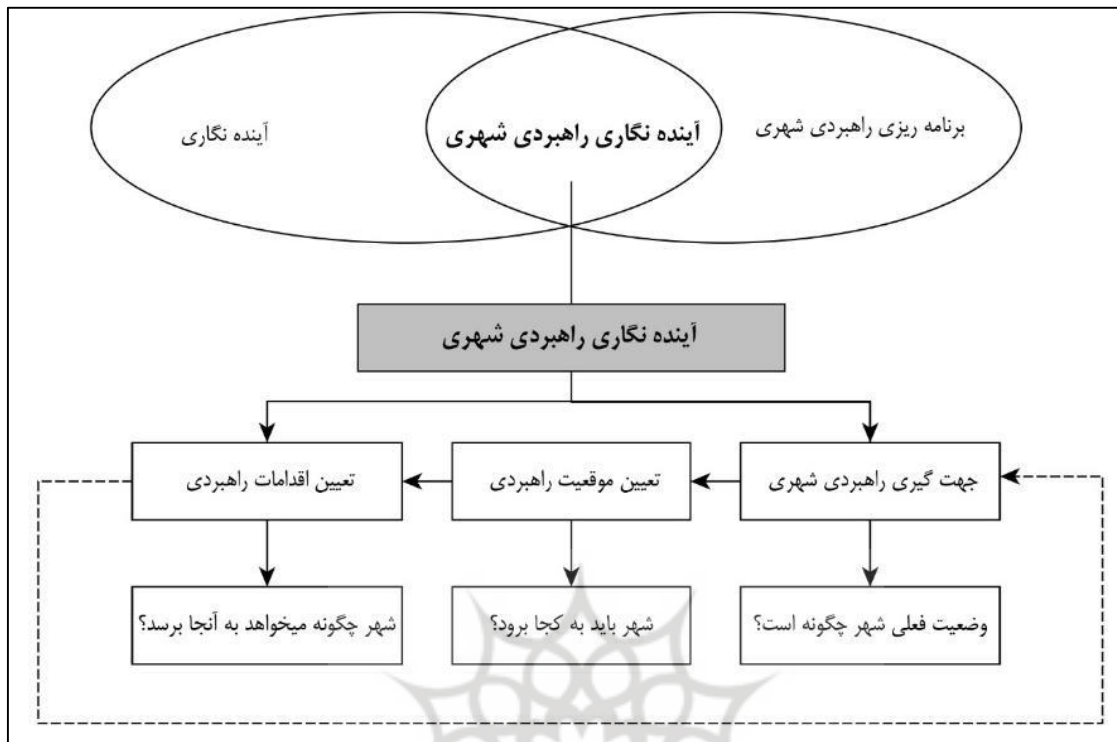 برنامه ریزی راهبردی شهری
آینده نگاری راهبردی شهری
آینده نگاری
آینده نگاری راهبردی شهری
جهت گیری راهبردی شهری
تعیین موقعیت راهبردی
تعیین اقدامات راهبردی
وضعیت فعلی شهر چگونه است؟
شهر باید به کجا برود؟
شهر چگونه میخواهد به آنجا برسد؟